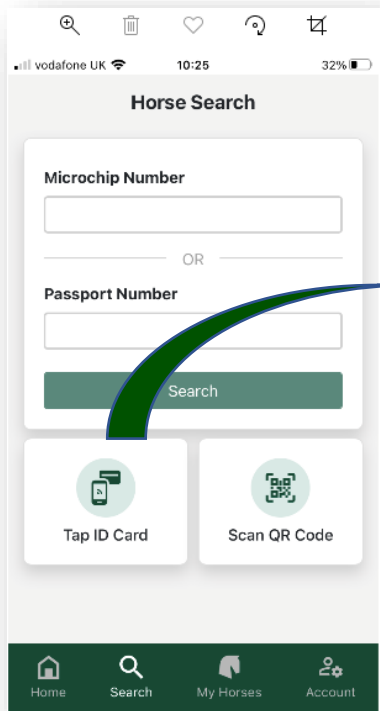 vodafone UK 10:25 32%
Horse Search
Microchip Number
OR
Passport Number
Search
Tap ID Card Scan QR Code
Home Search My Horses Account